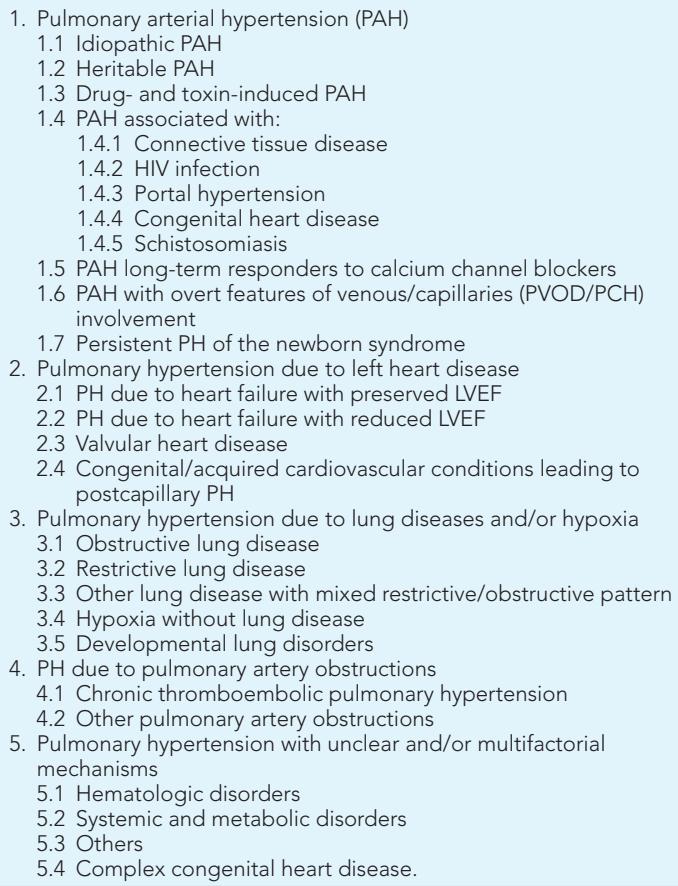 1. Pulmonary arterial hypertension (PAH)
1.1 Idiopathic PAH
1.2 Heritable PAH
1.3 Drug- and toxin-induced PAH
1.4 PAH associated with:
1.4.1 Connective tissue disease
1.4.2 HIV infection
1.4.3 Portal hypertension
1.4.4 Congenital heart disease
1.4.5 Schistosomiasis
1.5 PAH long-term responders to calcium channel blockers
1.6 PAH with overt features of venous/capillaries (PVOD/PCH)
involvement
1.7 Persistent PH of the newborn syndrome
2. Pulmonary hypertension due to left heart disease
2.1 PH due to heart failure with preserved LVEF
2.2 PH due to heart failure with reduced LVEF
2.3 Valvular heart disease
2.4 Congenital/acquired cardiovascular conditions leading to
postcapillary PH
3. Pulmonary hypertension due to lung diseases and/or hypoxia
3.1 Obstructive lung disease
3.2 Restrictive lung disease
3.3 Other lung disease with mixed restrictive/obstructive pattern
3.4 Hypoxia without lung disease
3.5 Developmental lung disorders
4. PH due to pulmonary artery obstructions
4.1 Chronic thromboembolic pulmonary hypertension
4.2 Other pulmonary artery obstructions
5. Pulmonary hypertension with unclear and/or multifactorial
mechanisms
5.1 Hematologic disorders
5.2 Systemic and metabolic disorders
5.3 Others
5.4 Complex congenital heart disease.